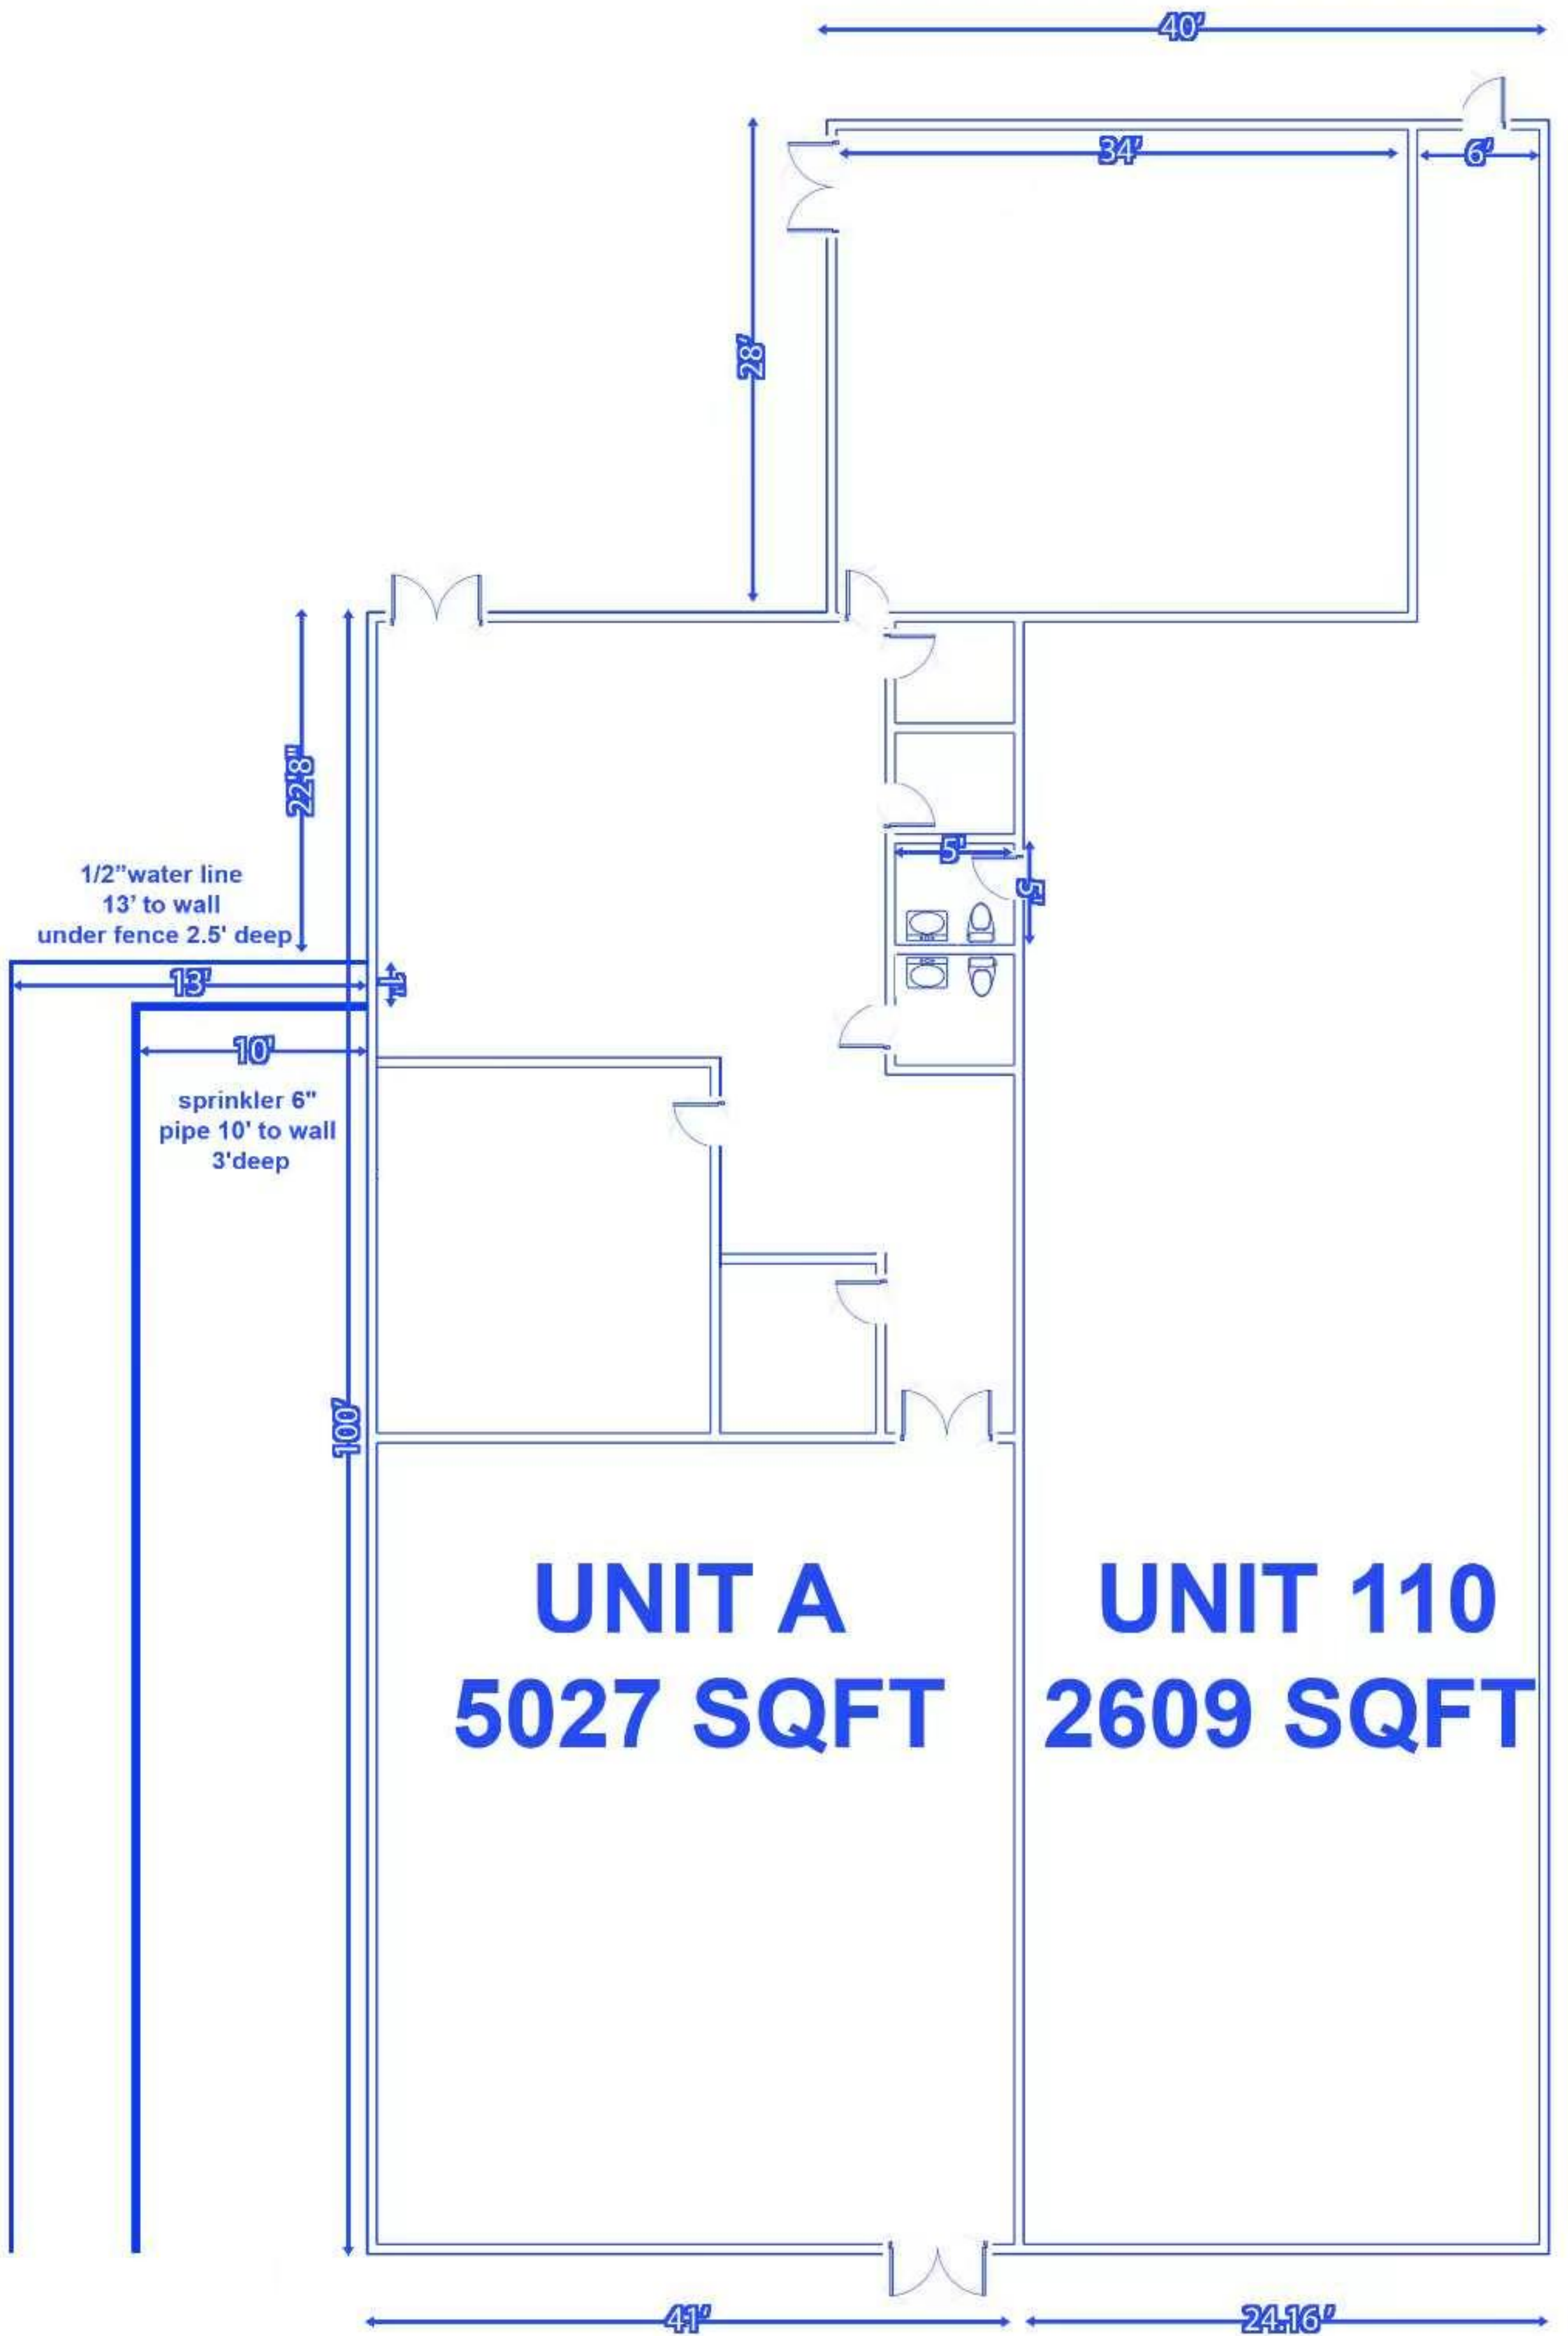 40'
34'
6'
28'
22'8"
1/2”water line
13’ to wall
under fence 2.5' deep
5'
5'
13'
1'
10'
sprinkler 6"
pipe 10' to wall
3'deep
100'
UNIT A
5027 SQFT
UNIT 110
2609 SQFT
41'
24.16'